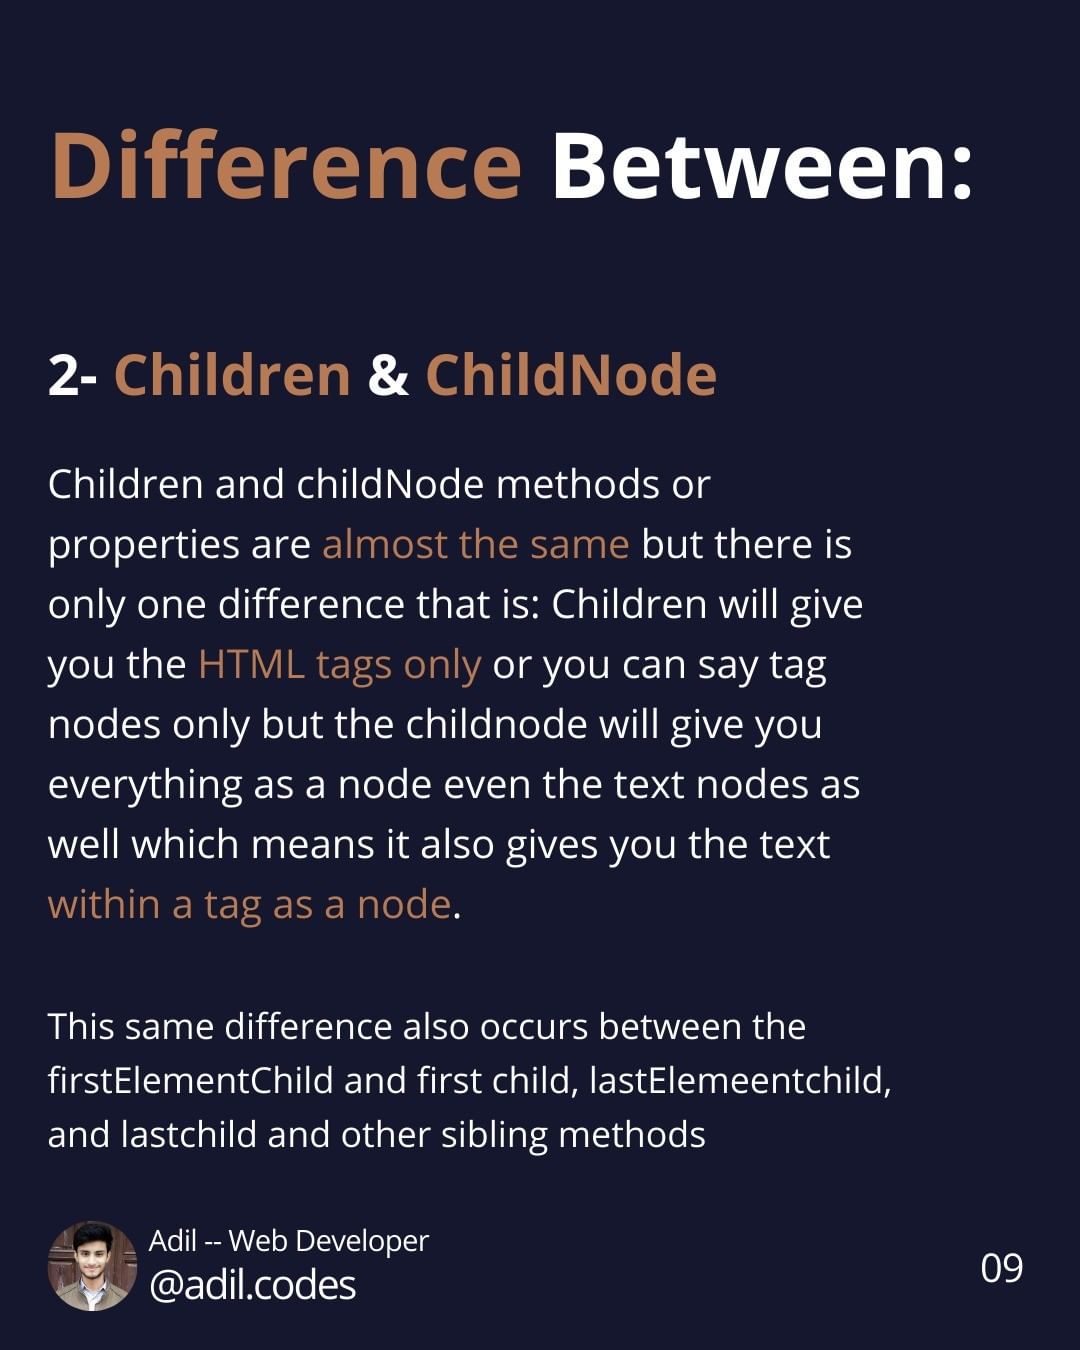 Difference Between:
2- Children & ChildNode
Children and childNode methods or
properties are almost the same but there is
only one difference that is: Children will give
you the HTML tags only or you can say tag
nodes only but the childnode will give you
everything as a node even the text nodes as
well which means it also gives you the text
within a tag as a node.
This same difference also occurs between the
firstElementChild and first child, lastElemeentchild,
and lastchild and other sibling methods
Adil -- Web Developer
@adil.codes
09